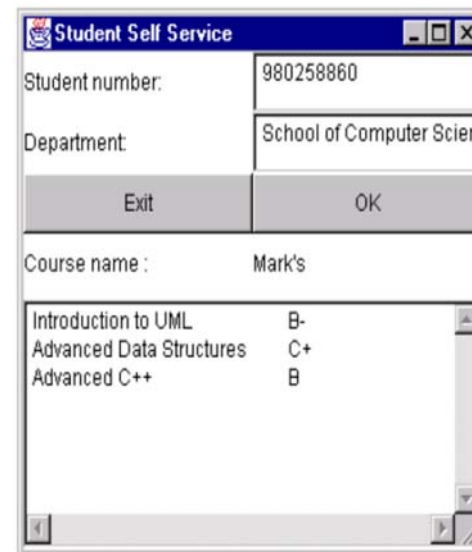 Student Self Service
Student number: 980258860
Department: School of Computer Scien
Exit OK
Course name : Mark's
Introduction to UML B-
Advanced Data Structures C+
Advanced C++ B